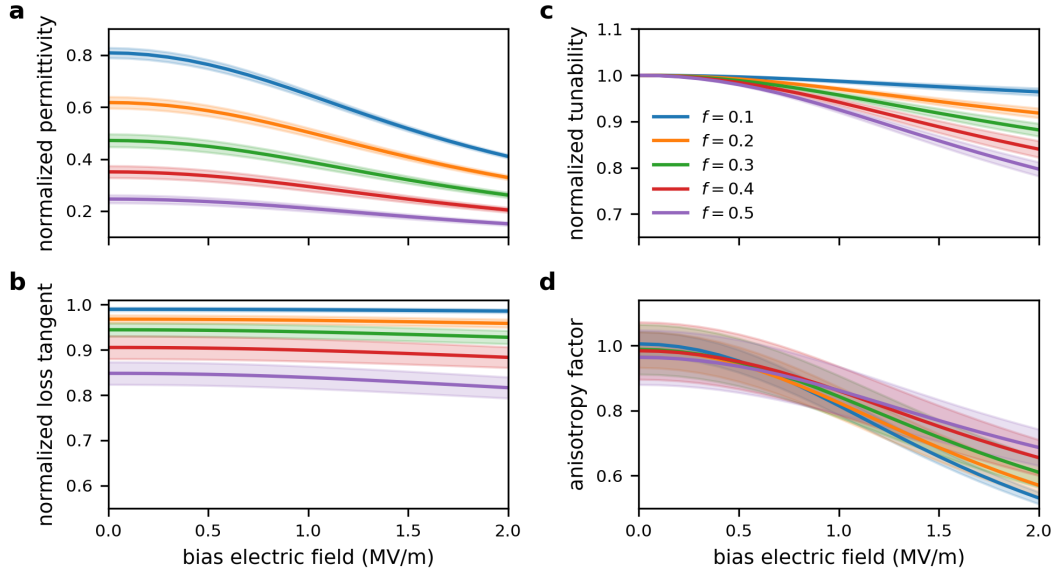 a
normalized permittivity
0.8
0.6
0.4
0.2
c
normalized tunability
1.1
1.0
0.9
0.8
0.7
f = 0.1
f = 0.2
f = 0.3
f = 0.4
f = 0.5
b
normalized loss tangent
1.0
0.9
0.8
0.7
0.6
0.0 0.5 1.0 1.5 2.0
bias electric field (MV/m)
d
anisotropy factor
1.0
0.8
0.6
0.0 0.5 1.0 1.5 2.0
bias electric field (MV/m)